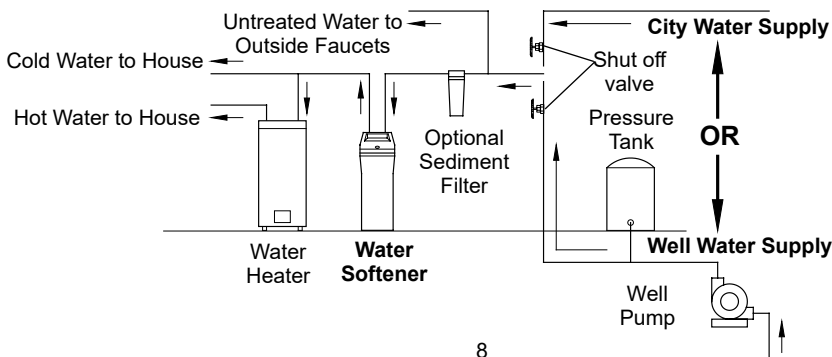 Untreated Water to
Outside Faucets
City Water Supply
Cold Water to House
Shut off
valve
Hot Water to House
Optional
Sediment
Filter
Pressure
Tank
OR
Water
Heater
Water
Softener
Well Water Supply
Well
Pump
8